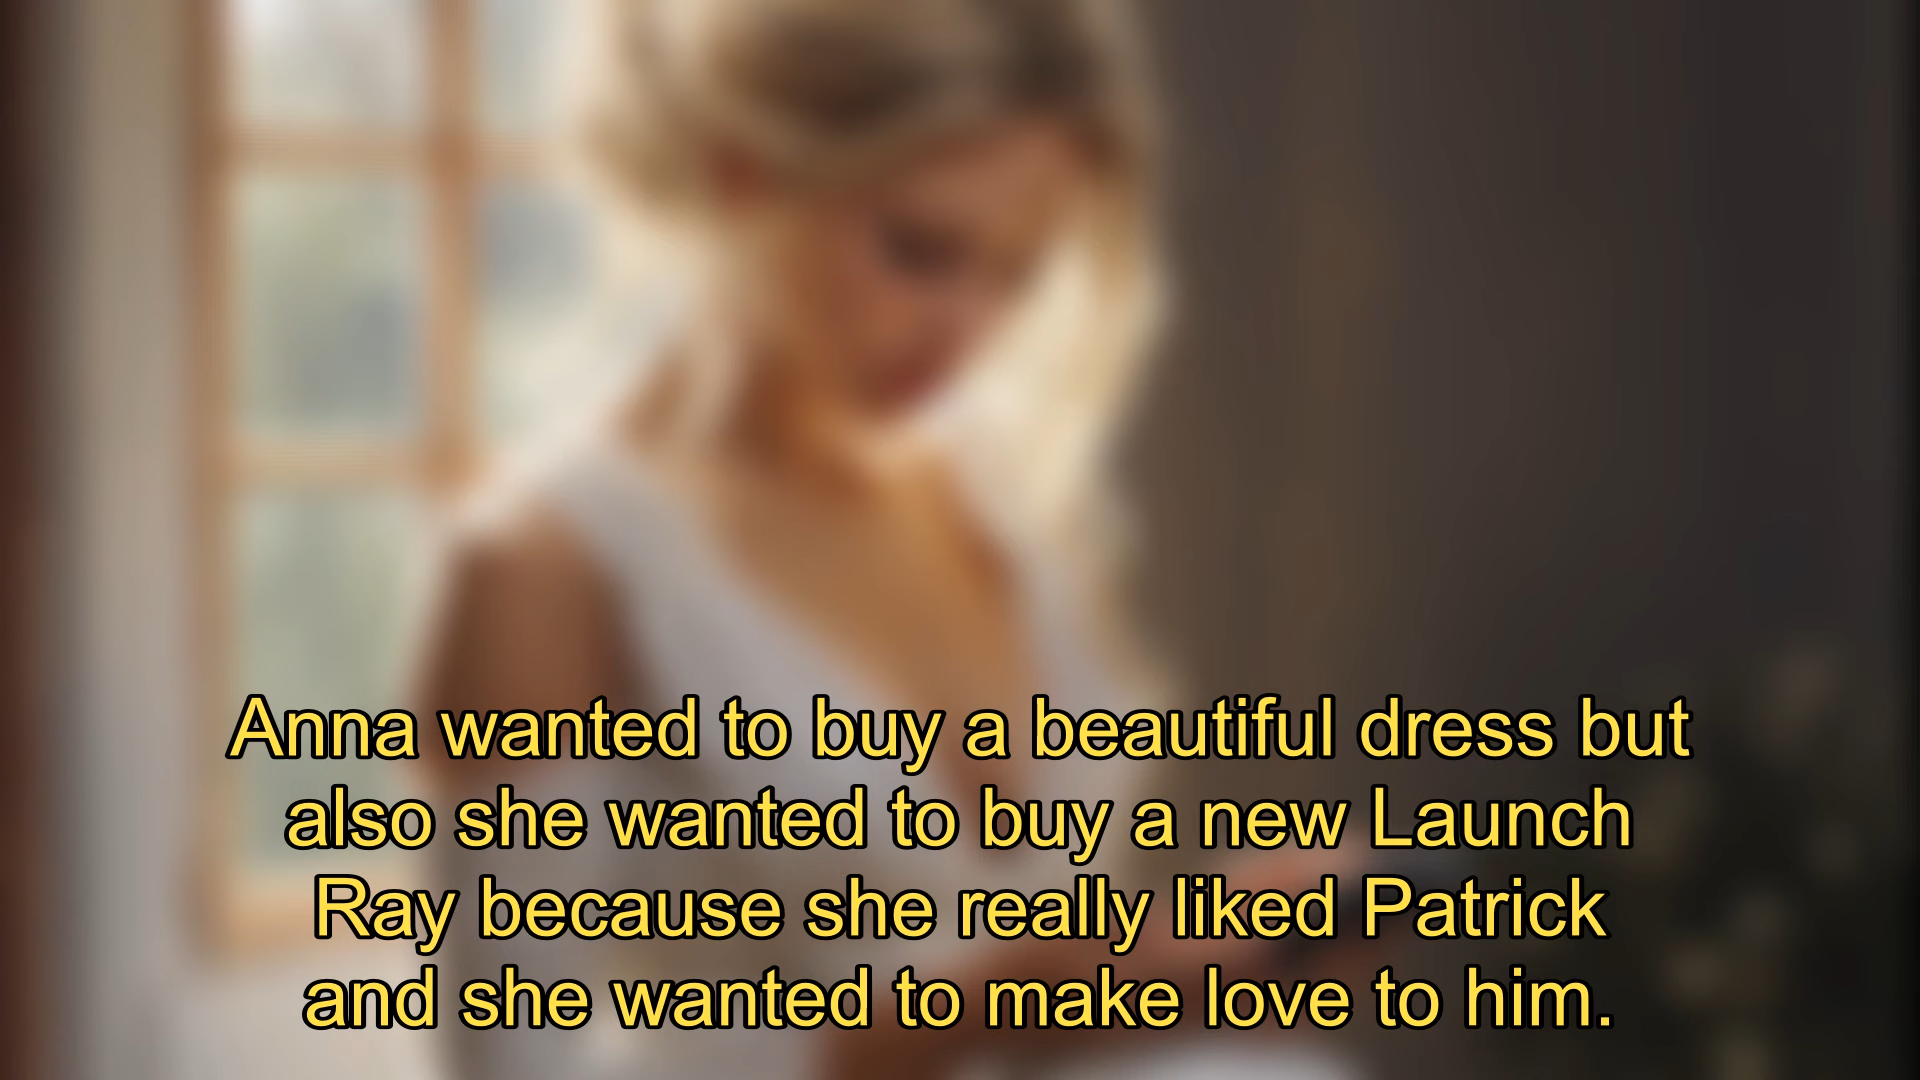 Anna wanted to buy a beautiful dress but
also she wanted to buy a new Launch
Ray because she really liked Patrick
and she wanted to make love to him.